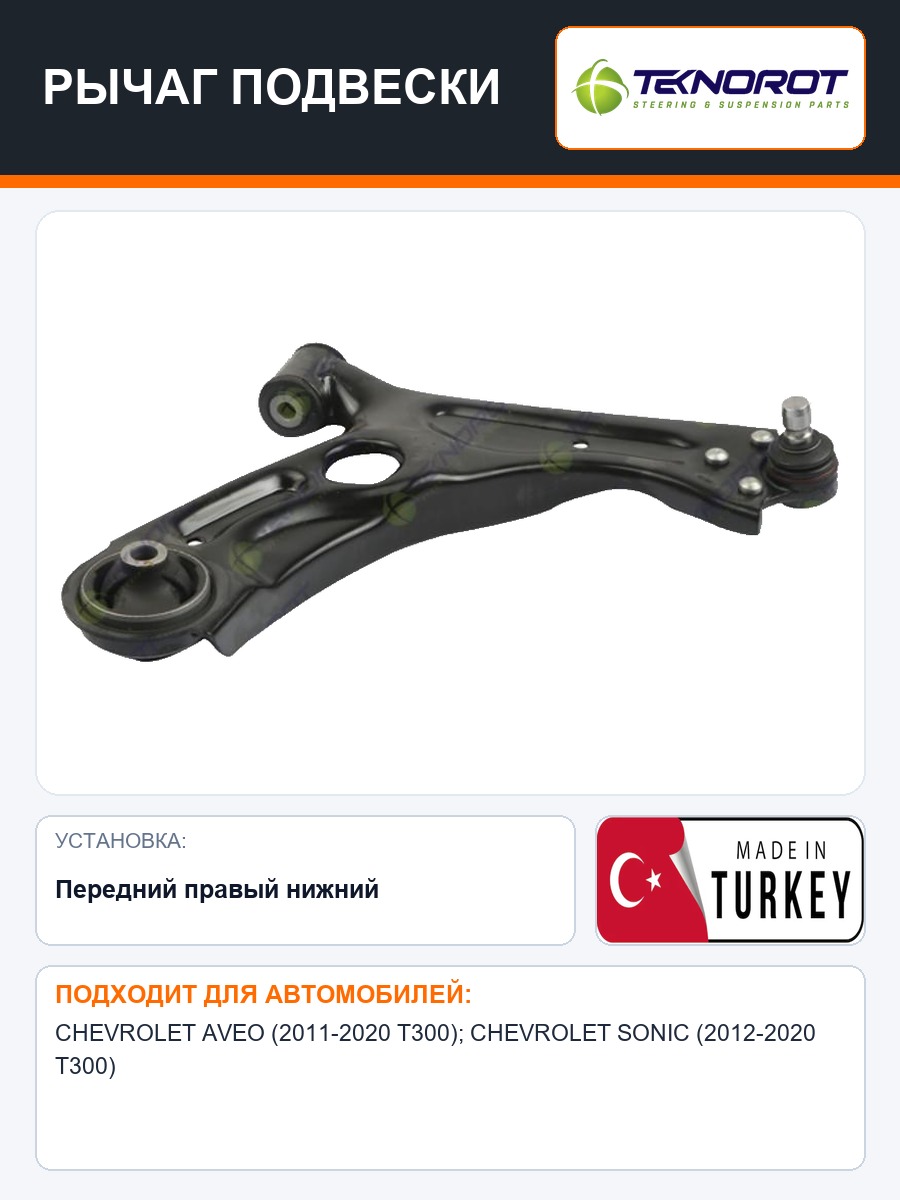 РЫЧАГ ПОДВЕСКИ
TEKNOROT
STEERING & SUSPENSION PARTS
УСТАНОВКА:
Передний правый нижний
MADE IN
TURKEY
ПОДХОДИТ ДЛЯ АВТОМОБИЛЕЙ:
CHEVROLET AVEO (2011-2020 T300); CHEVROLET SONIC (2012-2020
T300)